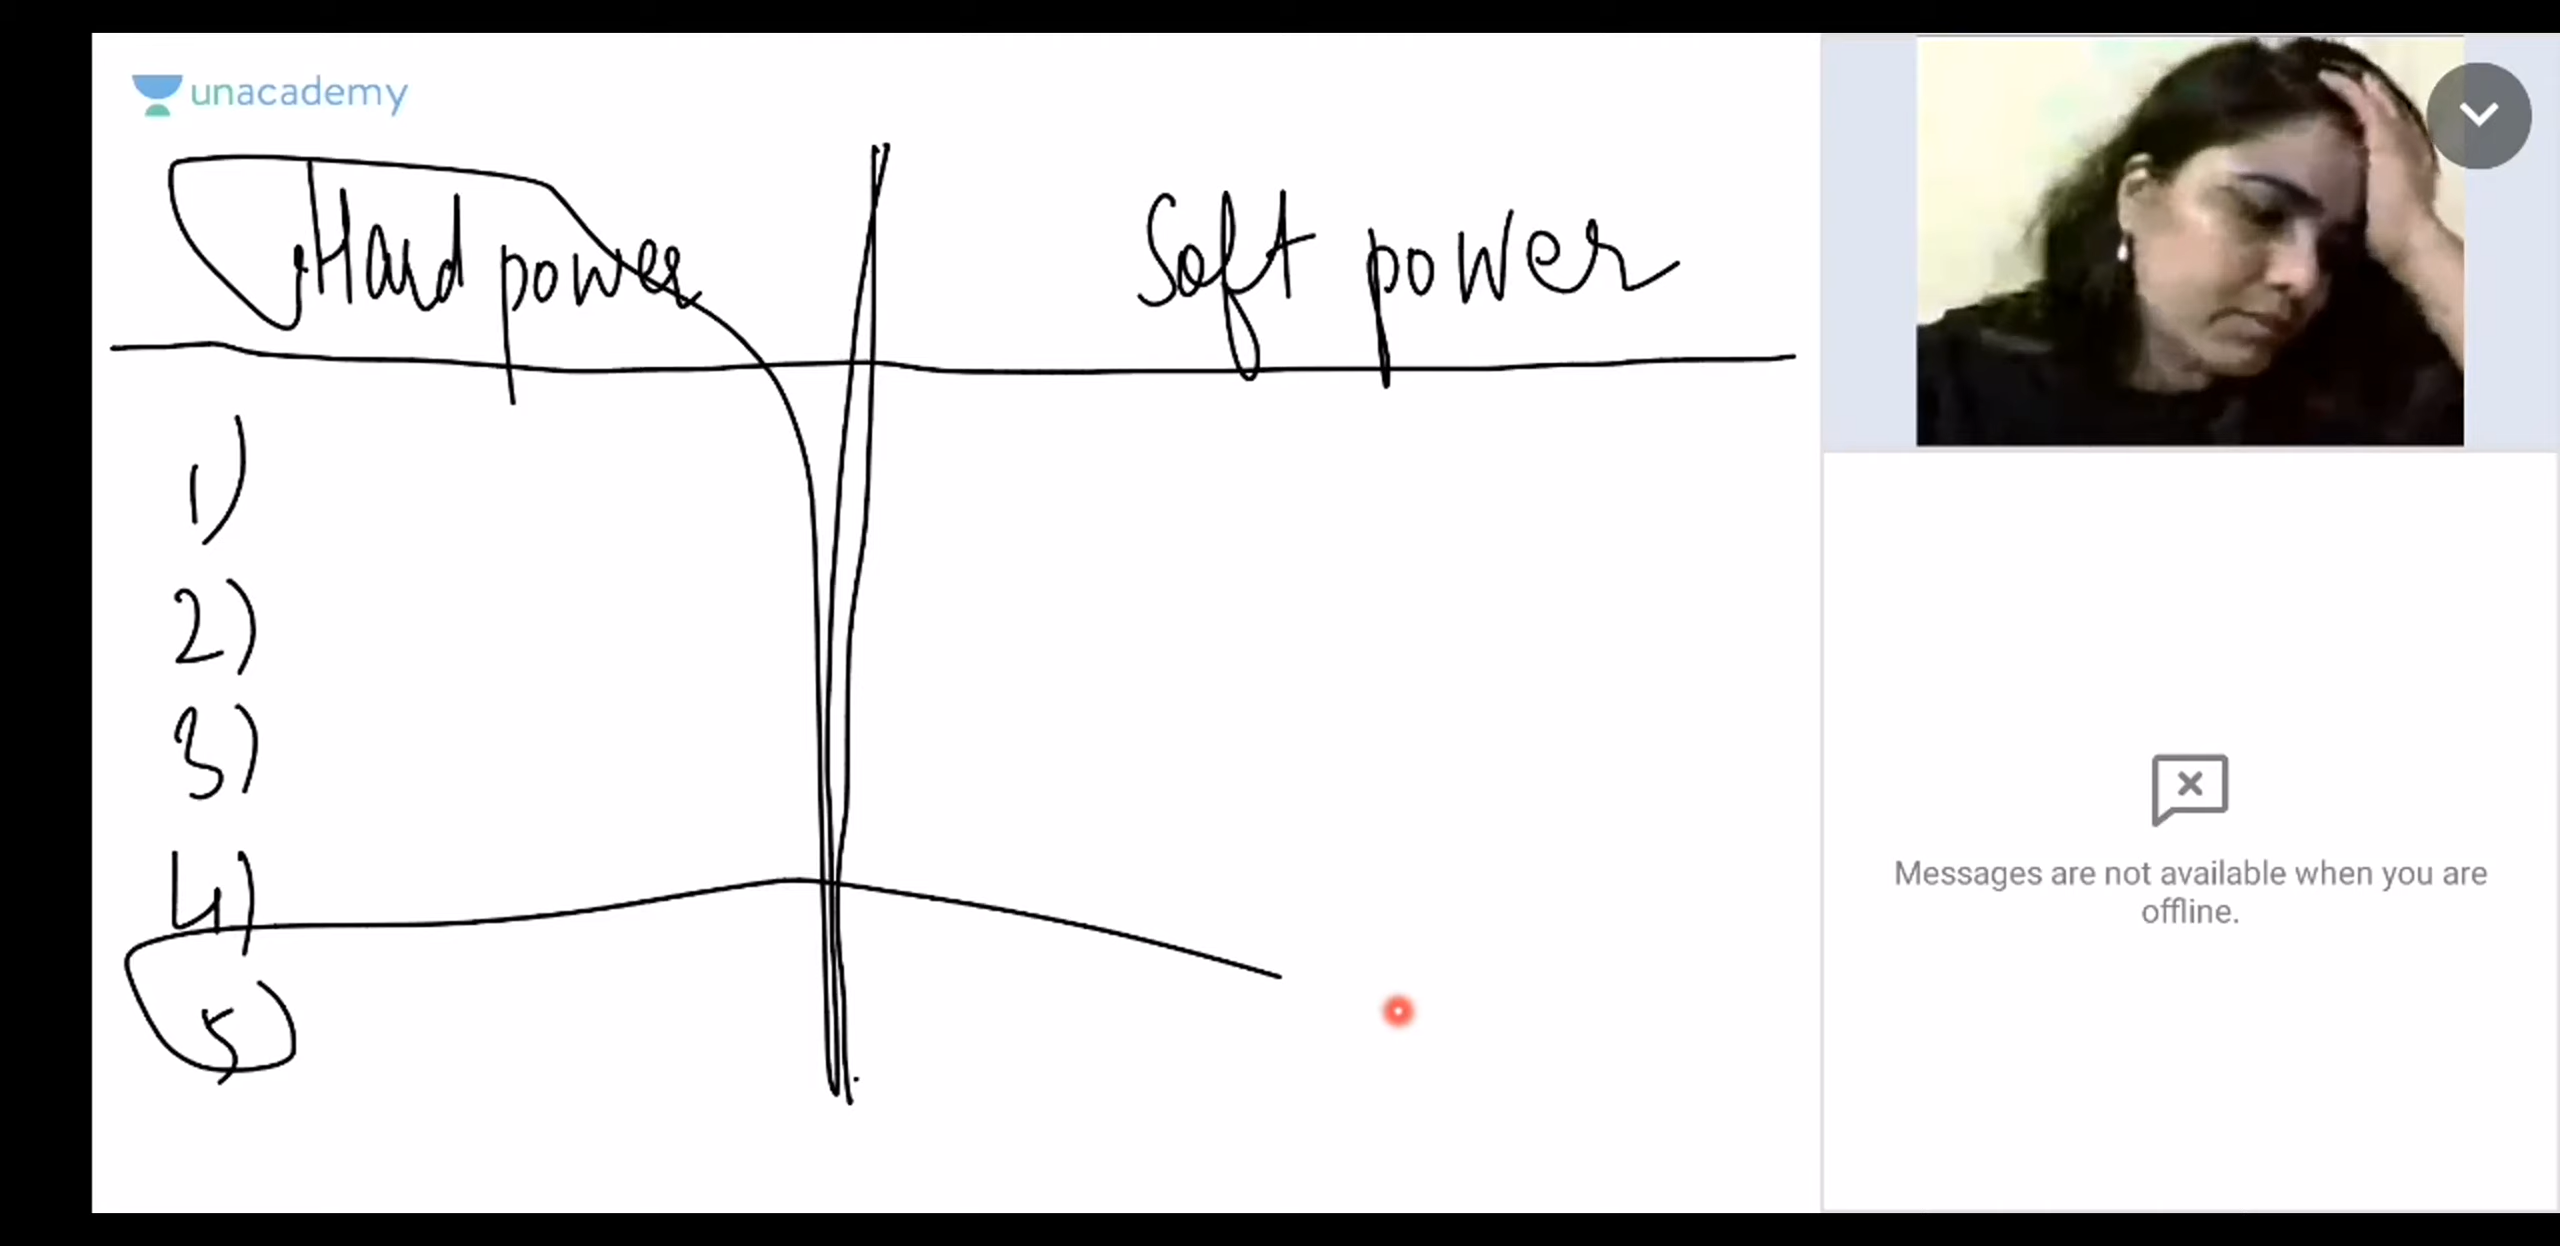 unacademy
Hard power
Soft power
1)
2)
3)
4)
5)
Messages are not available when you are
offline.